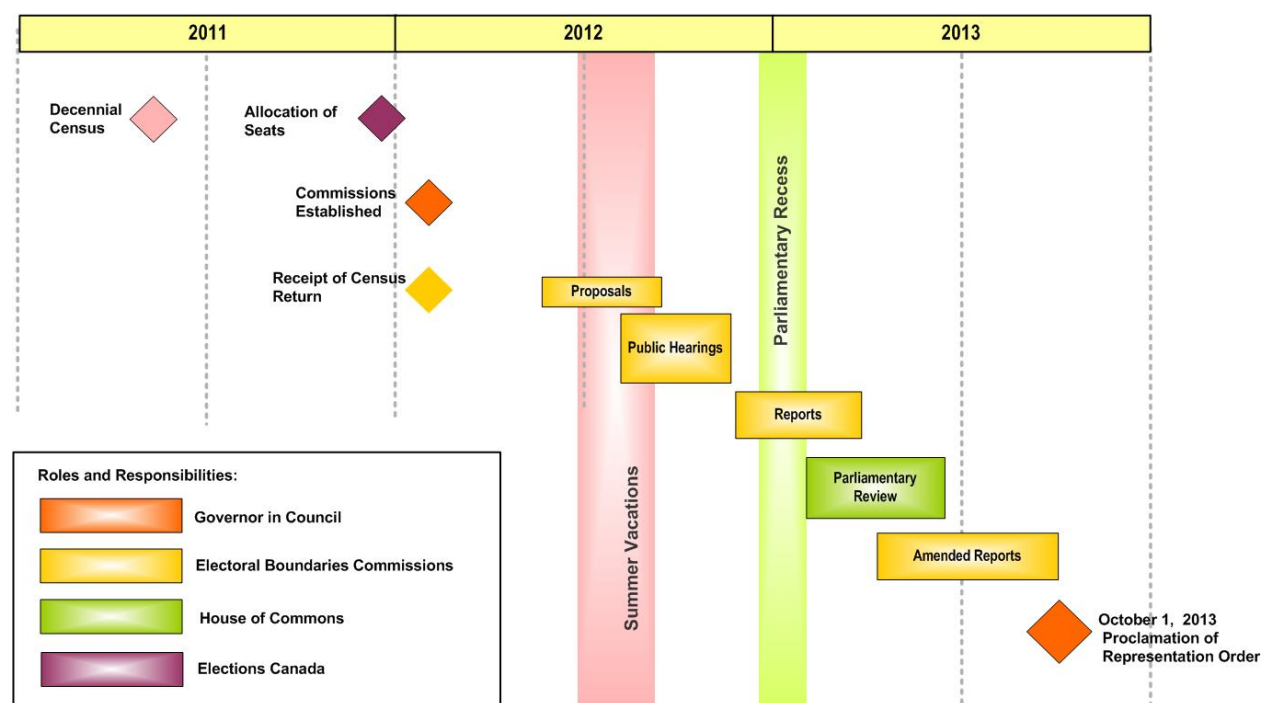 2011
2012
2013
Decennial
Census
Allocation of
Seats
Commissions
Established
Receipt of Census
Return
Proposals
Public Hearings
Reports
Parliamentary
Review
Amended Reports
October 1, 2013
Proclamation of
Representation Order
Summer Vacations
Parliamentary Recess
Roles and Responsibilities:
Governor in Council
Electoral Boundaries Commissions
House of Commons
Elections Canada